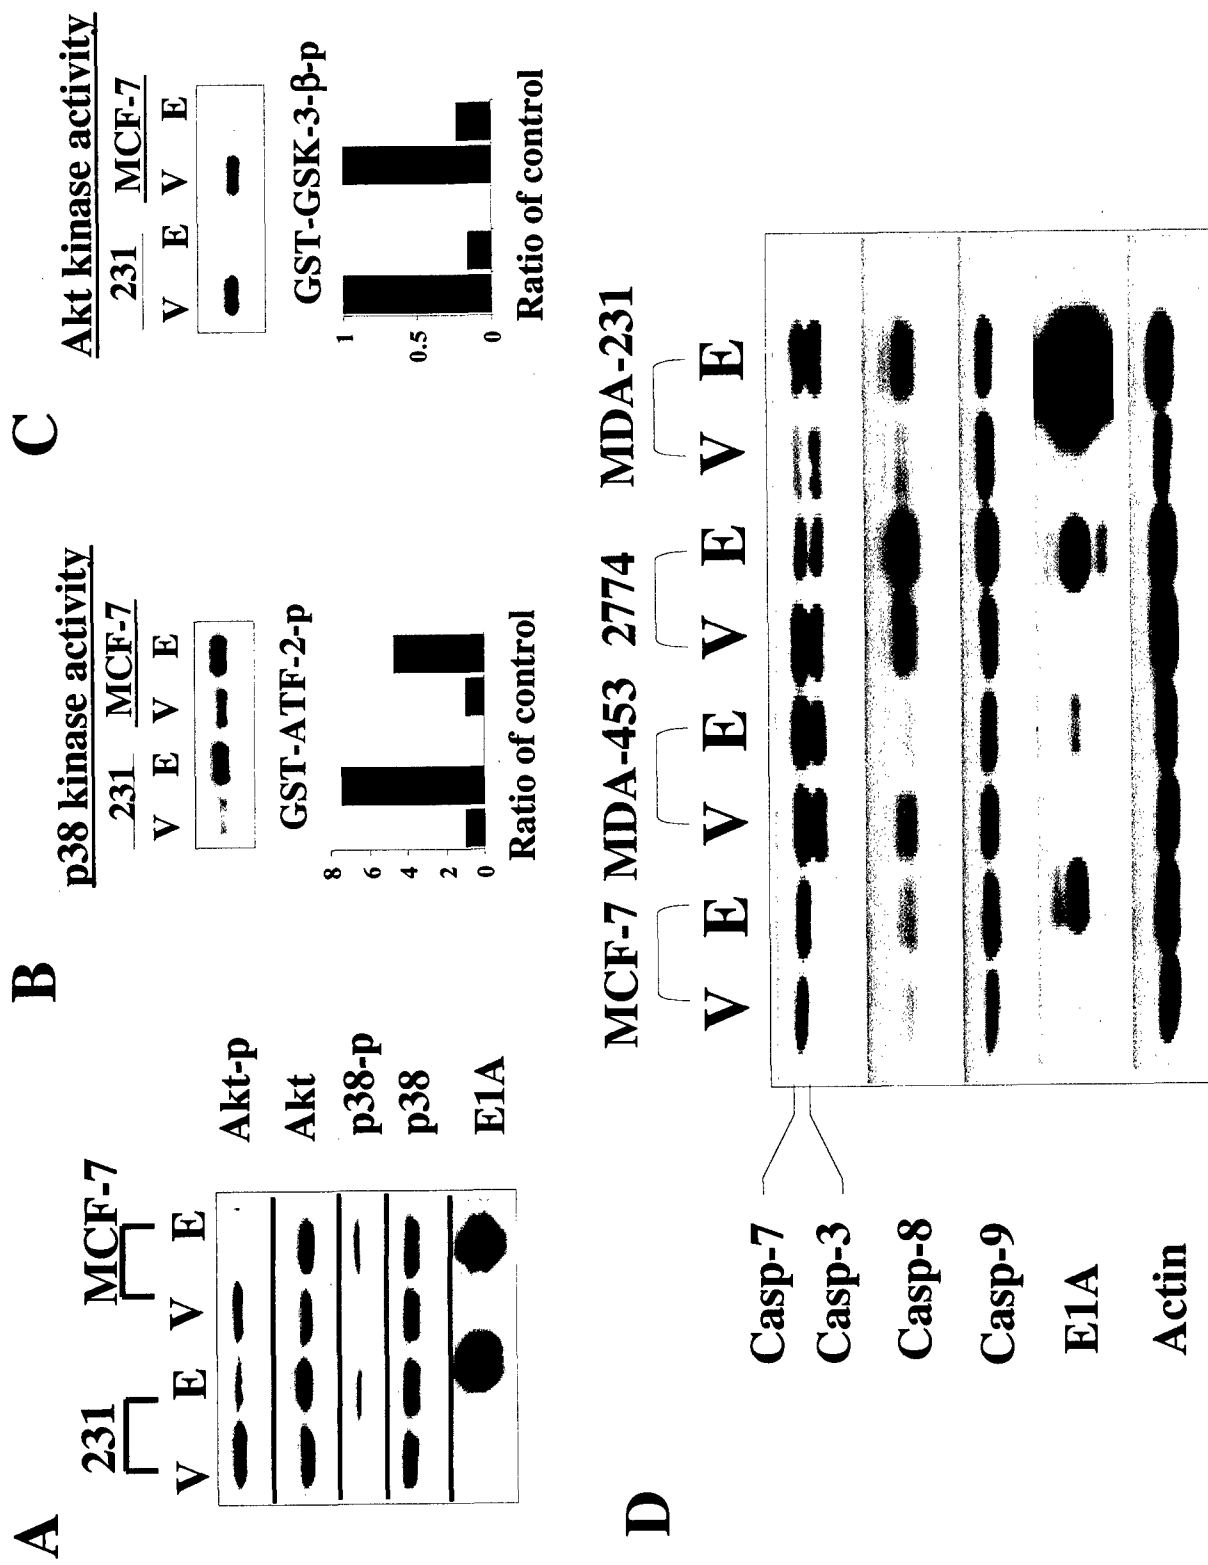 A
231 MCF-7
V E V E
Akt-p
Akt
p38-p
p38
E1A
B
p38 kinase activity
231 MCF-7
V E V E
GST-ATF-2-p
8
6
4
2
0
Ratio of control
C
Akt kinase activity
231 MCF-7
V E V E
GST-GSK-3-β-p
1
0.5
0
Ratio of control
D
MCF-7 MDA-453 2774 MDA-231
V E V E V E V E
Casp-7
Casp-3
Casp-8
Casp-9
E1A
Actin